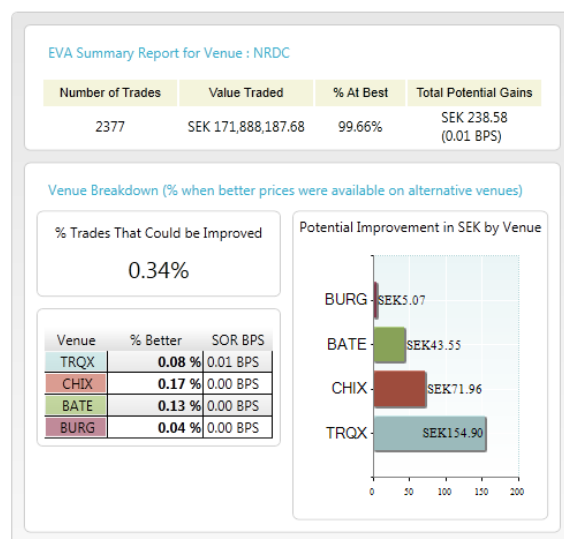 EVA Summary Report for Venue : NRDC
Number of Trades Value Traded % At Best Total Potential Gains
2377 SEK 171,888,187.68 99.66% SEK 238.58
(0.01 BPS)
Venue Breakdown (% when better prices were available on alternative venues)
% Trades That Could be Improved
0.34%
Venue % Better SOR BPS
TRQX 0.08 % 0.01 BPS
CHIX 0.17 % 0.00 BPS
BATE 0.13 % 0.00 BPS
BURG 0.04 % 0.00 BPS
Potential Improvement in SEK by Venue
BURG SEK5.07
BATE SEK43.55
CHIX SEK71.96
TRQX SEK154.90
0 50 100 150 200